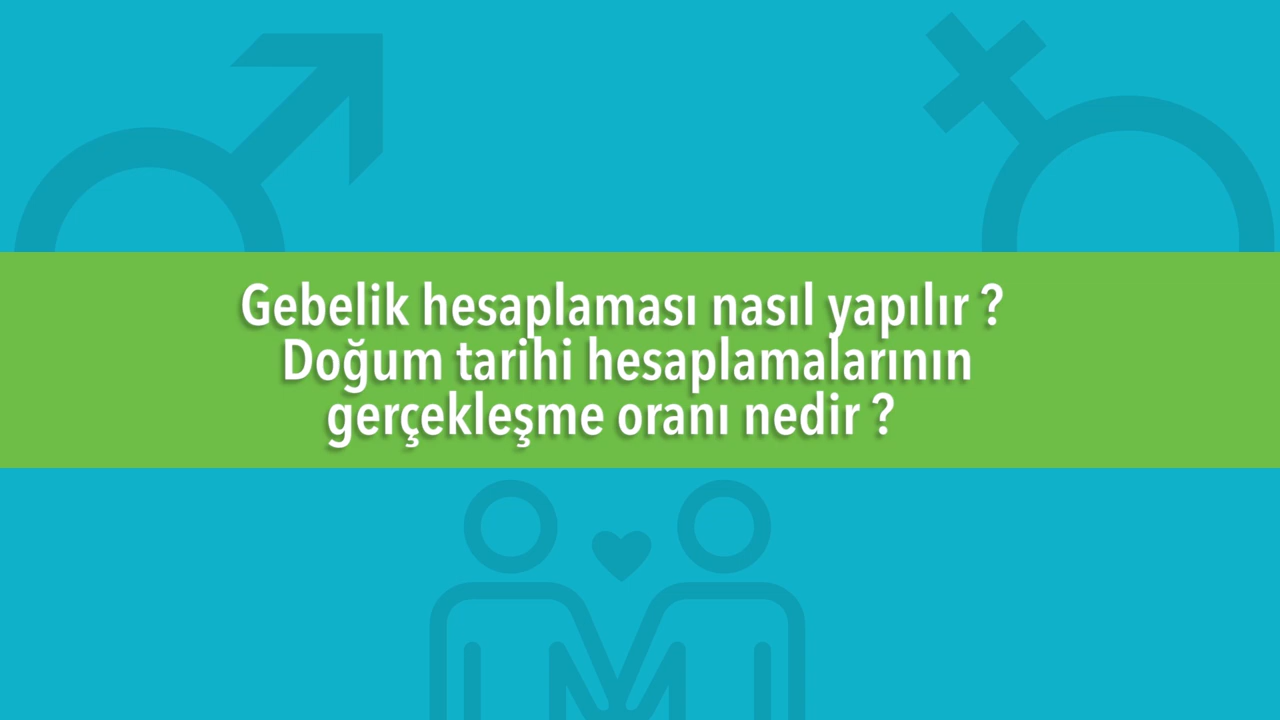 Gebelik hesaplaması nasıl yapılır ?
Doğum tarihi hesaplamalarının
gerçekleşme oranı nedir ?